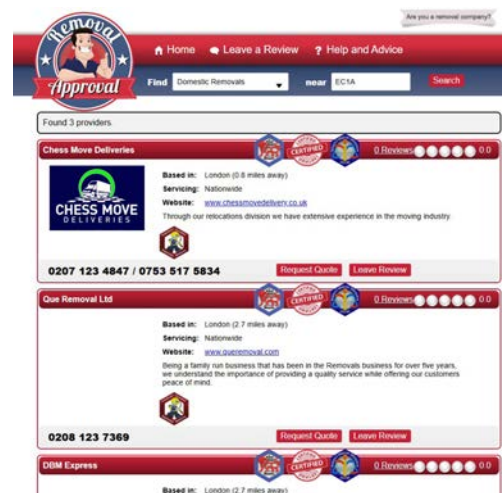 Are you a removal company?
Removal
Approval
Home Leave a Review ? Help and Advice
Find Domestic Removals near EC1A Search
Found 3 providers.
Chess Move Deliveries CERTIFIED 0 Reviews 0.0
CHESS MOVE
DELIVERIES
Based in: London (0.8 miles away)
Servicing: Nationwide
Website: www.chessmovedelivery.co.uk
Through our relocations division we have extensive experience in the moving industry.
0207 123 4847 / 0753 517 5834 Request Quote Leave Review
Que Removal Ltd CERTIFIED 0 Reviews 0.0
Based in: London (2.7 miles away)
Servicing: Nationwide
Website: www.queremoval.com
Being a family run business that has been in the Removals business for over five years,
we understand the importance of providing a quality service while offering our customers
peace of mind.
0208 123 7369 Request Quote Leave Review
DBM Express CERTIFIED 0 Reviews 0.0
Based in: London (2.7 miles away)